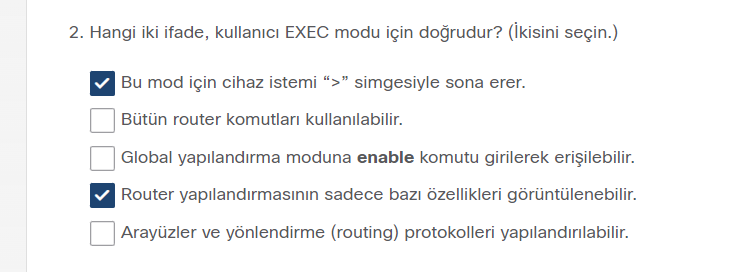 2. Hangi iki ifade, kullanıcı EXEC modu için doğrudur? (İkisini seçin.)
Bu mod için cihaz istemi “>” simgesiyle sona erer.
Bütün router komutları kullanılabilir.
Global yapılandırma moduna enable komutu girilerek erişilebilir.
Router yapılandırmasının sadece bazı özellikleri görüntülenebilir.
Arayüzler ve yönlendirme (routing) protokolleri yapılandırılabilir.